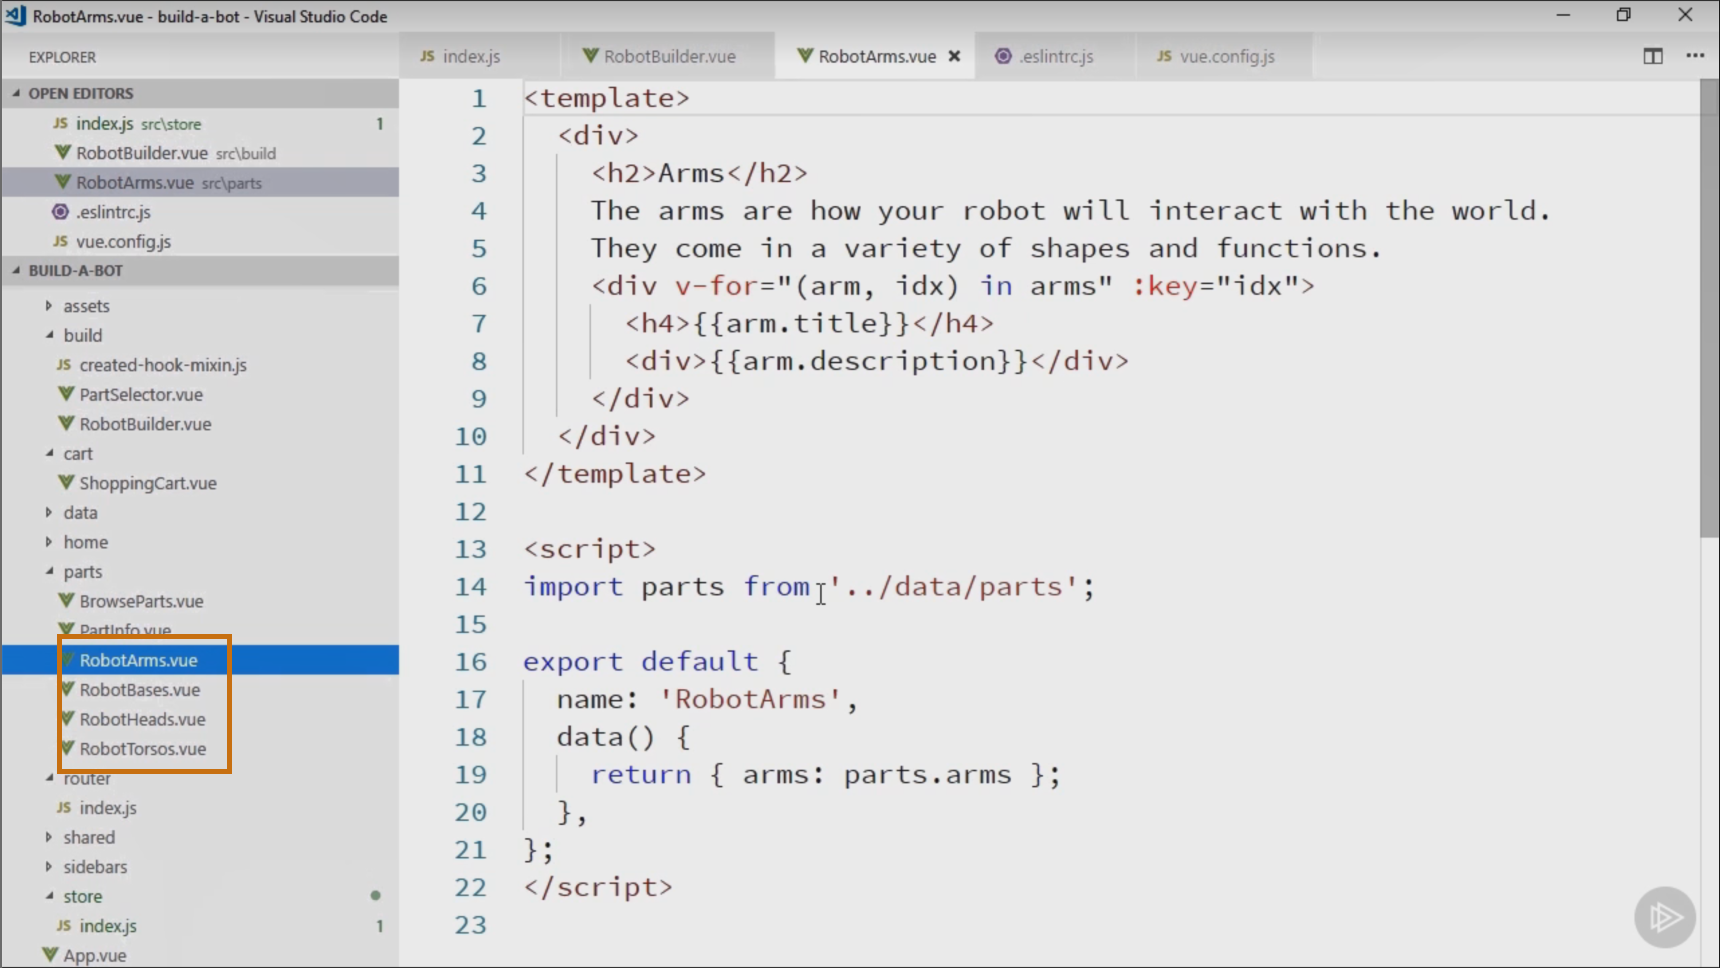 RobotArms.vue - build-a-bot - Visual Studio Code
EXPLORER
JS index.js
RobotBuilder.vue
RobotArms.vue
.eslintrc.js
JS vue.config.js
OPEN EDITORS
JS index.js src\store 1
RobotBuilder.vue src\build
RobotArms.vue src\parts
.eslintrc.js
JS vue.config.js
BUILD-A-BOT
assets
build
JS created-hook-mixin.js
PartSelector.vue
RobotBuilder.vue
cart
ShoppingCart.vue
data
home
parts
BrowseParts.vue
PartInfo.vue
RobotArms.vue
RobotBases.vue
RobotHeads.vue
RobotTorsos.vue
router
JS index.js
shared
sidebars
store
JS index.js 1
App.vue
1 <template>
2 <div>
3 <h2>Arms</h2>
4 The arms are how your robot will interact with the world.
5 They come in a variety of shapes and functions.
6 <div v-for="(arm, idx) in arms" :key="idx">
7 <h4>{{arm.title}}</h4>
8 <div>{{arm.description}}</div>
9 </div>
10 </div>
11 </template>
12
13 <script>
14 import parts from '../data/parts';
15
16 export default {
17 name: 'RobotArms',
18 data() {
19 return { arms: parts.arms };
20 },
21 };
22 </script>
23